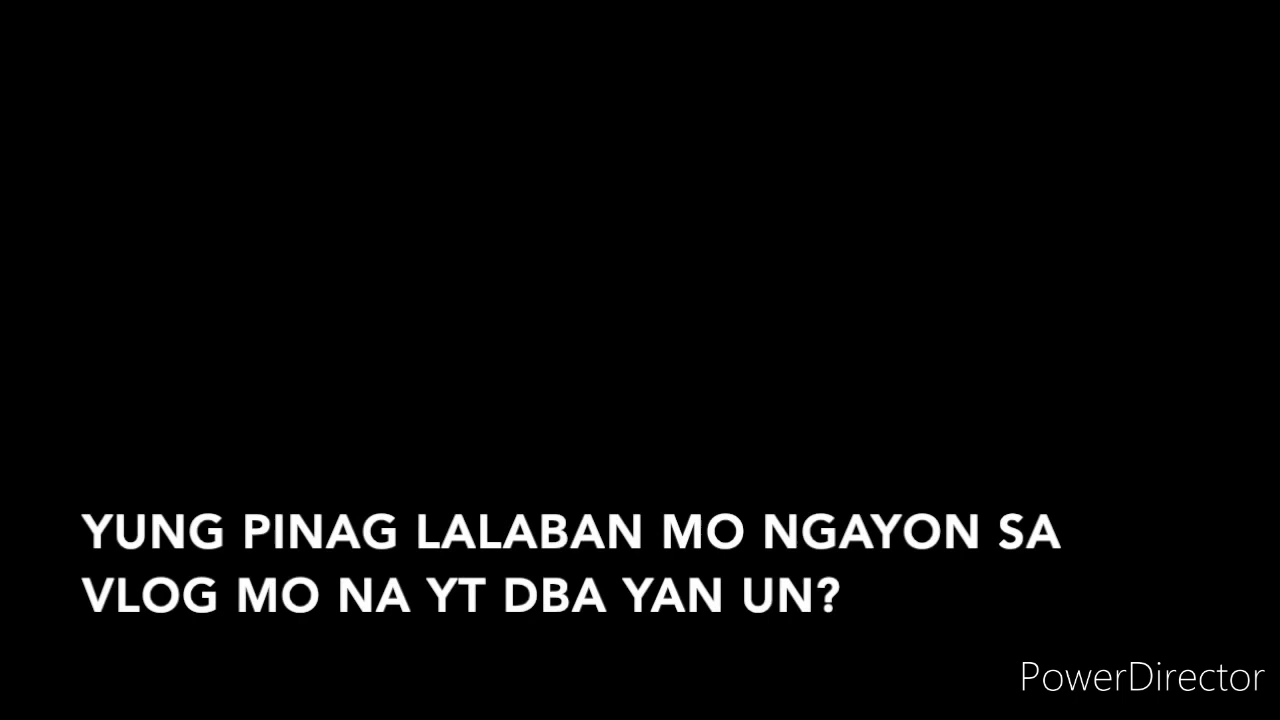 YUNG PINAG LALABAN MO NGAYON SA
VLOG MO NA YT DBA YAN UN?
PowerDirector